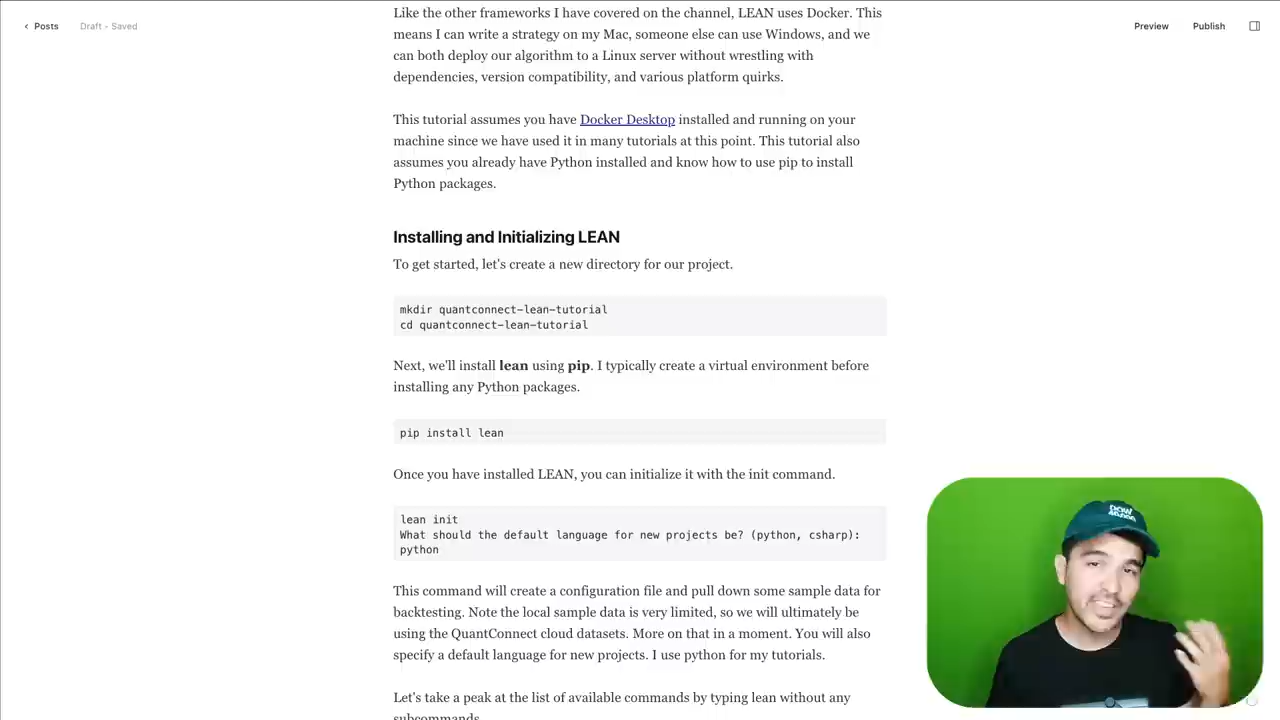 Like the other frameworks I have covered on the channel, LEAN uses Docker. This
Posts
Draft - Saved
Preview
Publish
means I can write a strategy on my Mac, someone else can use Windows, and we
can both deploy our algorithm to a Linux server without wrestling with
dependencies, version compatibility, and various platform quirks.
This tutorial assumes you have Docker Desktop installed and running on your
machine since we have used it in many tutorials at this point. This tutorial also
assumes you already have Python installed and know how to use pip to install
Python packages.
Installing and Initializing LEAN
To get started, let's create a new directory for our project.
mkdir quantconnect-lean-tutorial
cd quantconnect-lean-tutorial
Next, we'll install lean using pip. I typically create a virtual environment before
installing any Python packages.
pip install lean
Once you have installed LEAN, you can initialize it with the init command.
lean init
What should the default language for new projects be? (python, csharp):
python
This command will create a configuration file and pull down some sample data for
backtesting. Note the local sample data is very limited, so we will ultimately be
using the QuantConnect cloud datasets. More on that in a moment. You will also
specify a default language for new projects. I use python for my tutorials.
Let's take a peak at the list of available commands by typing lean without any
subcommands.